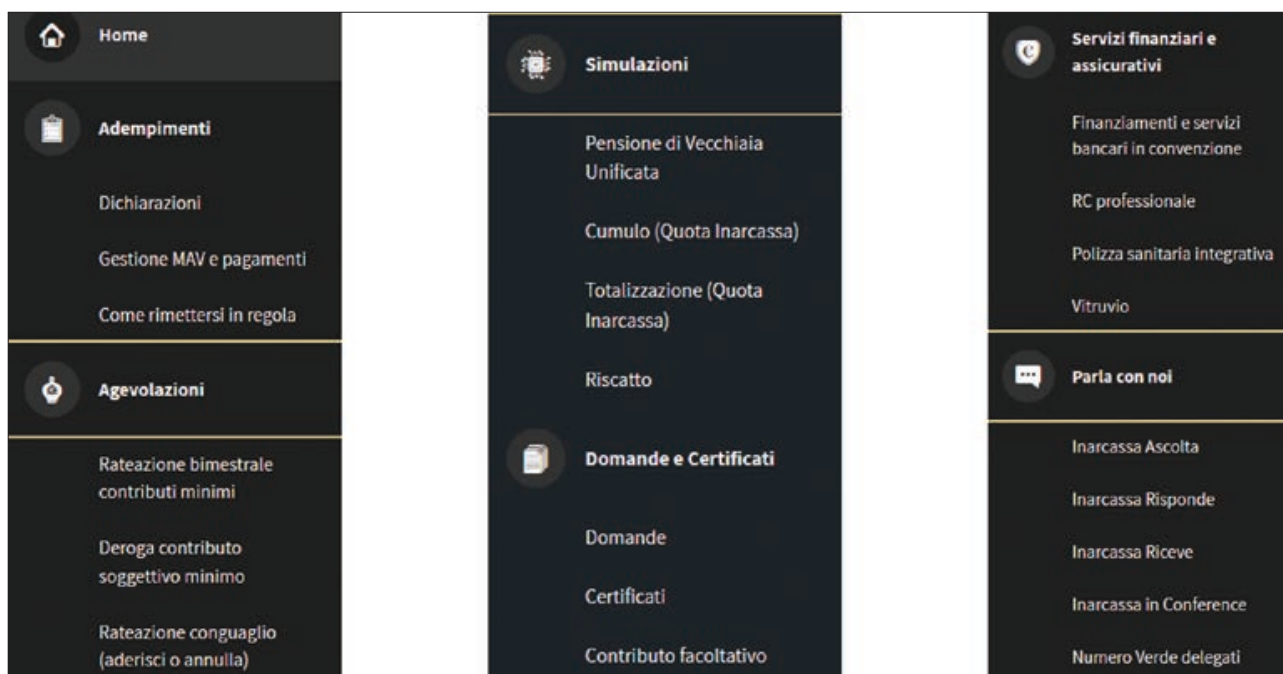 Home
Adempimenti
Dichiarazioni
Gestione MAV e pagamenti
Come rimettersi in regola
Agevolazioni
Rateazione bimestrale
contributi minimi
Deroga contributo
soggettivo minimo
Rateazione conguaglio
(aderisci o annulla)
Simulazioni
Pensione di Vecchiaia
Unificata
Cumulo (Quota Inarcassa)
Totalizzazione (Quota
Inarcassa)
Riscatto
Domande e Certificati
Domande
Certificati
Contributo facoltativo
Servizi finanziari e
assicurativi
Finanziamenti e servizi
bancari in convenzione
RC professionale
Polizza sanitaria integrativa
Vitruvio
Parla con noi
Inarcassa Ascolta
Inarcassa Risponde
Inarcassa Riceve
Inarcassa in Conference
Numero Verde delegati